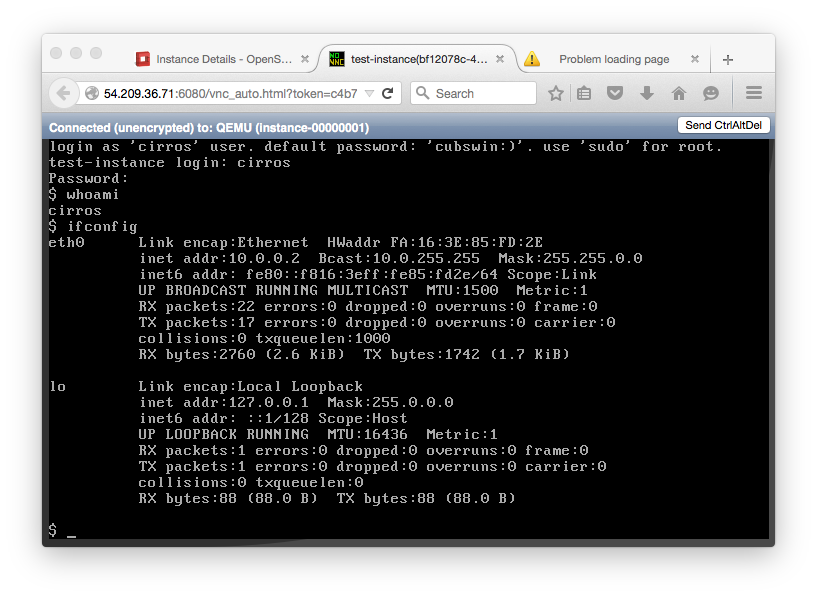 Instance Details - OpenS...
test-instance(bf12078c-4...
Problem loading page
54.209.36.71:6080/vnc_auto.html?token=c4b7
Search
Connected (unencrypted) to: QEMU (instance-00000001)
Send CtrlAltDel
login as 'cirros' user. default password: 'cubswin:)'. use 'sudo' for root.
test-instance login: cirros
Password:
$ whoami
cirros
$ ifconfig
eth0      Link encap:Ethernet  HWaddr FA:16:3E:85:FD:2E
          inet addr:10.0.0.2  Bcast:10.0.255.255  Mask:255.255.0.0
          inet6 addr: fe80::f816:3eff:fe85:fd2e/64 Scope:Link
          UP BROADCAST RUNNING MULTICAST  MTU:1500  Metric:1
          RX packets:22 errors:0 dropped:0 overruns:0 frame:0
          TX packets:17 errors:0 dropped:0 overruns:0 carrier:0
          collisions:0 txqueuelen:1000
          RX bytes:2760 (2.6 KiB)  TX bytes:1742 (1.7 KiB)
lo        Link encap:Local Loopback
          inet addr:127.0.0.1  Mask:255.0.0.0
          inet6 addr: ::1/128 Scope:Host
          UP LOOPBACK RUNNING  MTU:16436  Metric:1
          RX packets:1 errors:0 dropped:0 overruns:0 frame:0
          TX packets:1 errors:0 dropped:0 overruns:0 carrier:0
          collisions:0 txqueuelen:0
          RX bytes:88 (88.0 B)  TX bytes:88 (88.0 B)
$ _